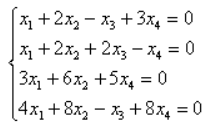 x₁ + 2x₂ − x₃ + 3x₄ = 0
x₁ + 2x₂ + 2x₃ − x₄ = 0
3x₁ + 6x₂ + 5x₄ = 0
4x₁ + 8x₂ − x₃ + 8x₄ = 0